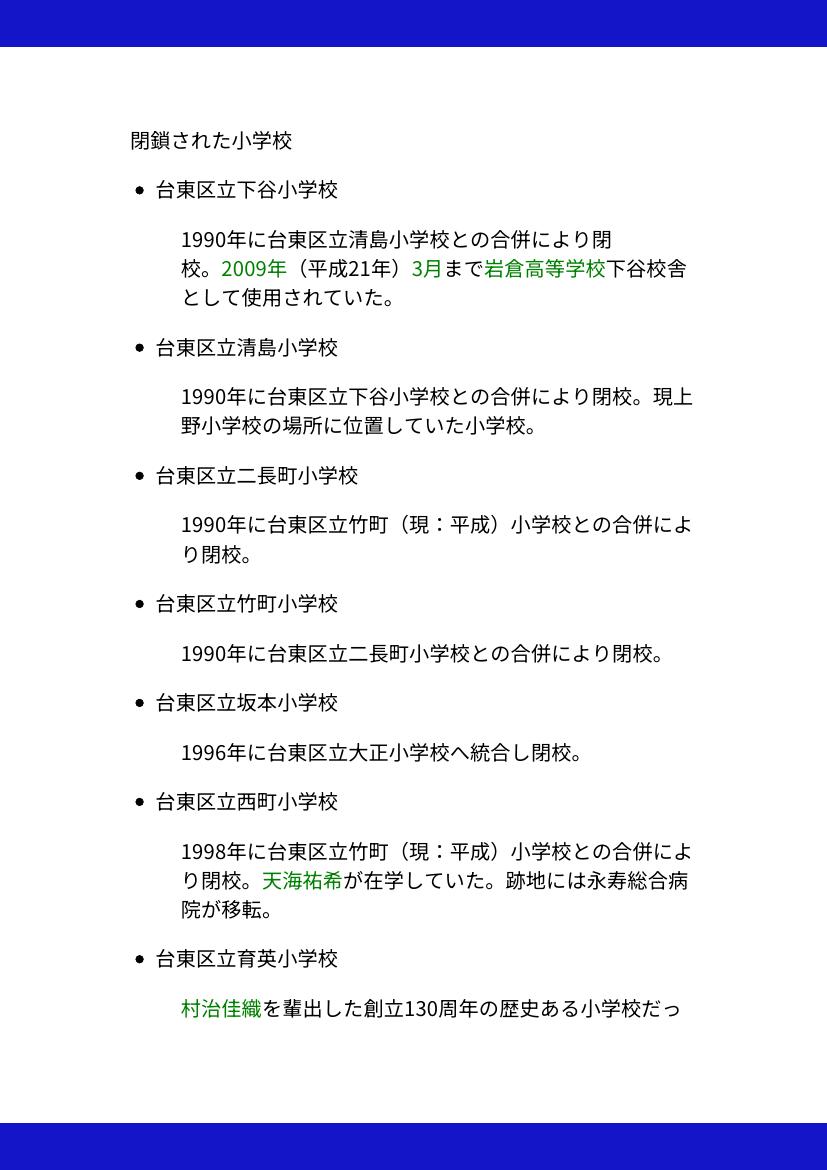 閉鎖された小学校
● 台東区立下谷小学校
1990年に台東区立清島小学校との合併により閉
校。2009年（平成21年）3月まで岩倉高等学校下谷校舎
として使用されていた。
● 台東区立清島小学校
1990年に台東区立下谷小学校との合併により閉校。現上
野小学校の場所に位置していた小学校。
● 台東区立二長町小学校
1990年に台東区立竹町（現：平成）小学校との合併によ
り閉校。
● 台東区立竹町小学校
1990年に台東区立二長町小学校との合併により閉校。
● 台東区立坂本小学校
1996年に台東区立大正小学校へ統合し閉校。
● 台東区立西町小学校
1998年に台東区立竹町（現：平成）小学校との合併によ
り閉校。天海祐希が在学していた。跡地には永寿総合病
院が移転。
● 台東区立育英小学校
村治佳織を輩出した創立130周年の歴史ある小学校だっ